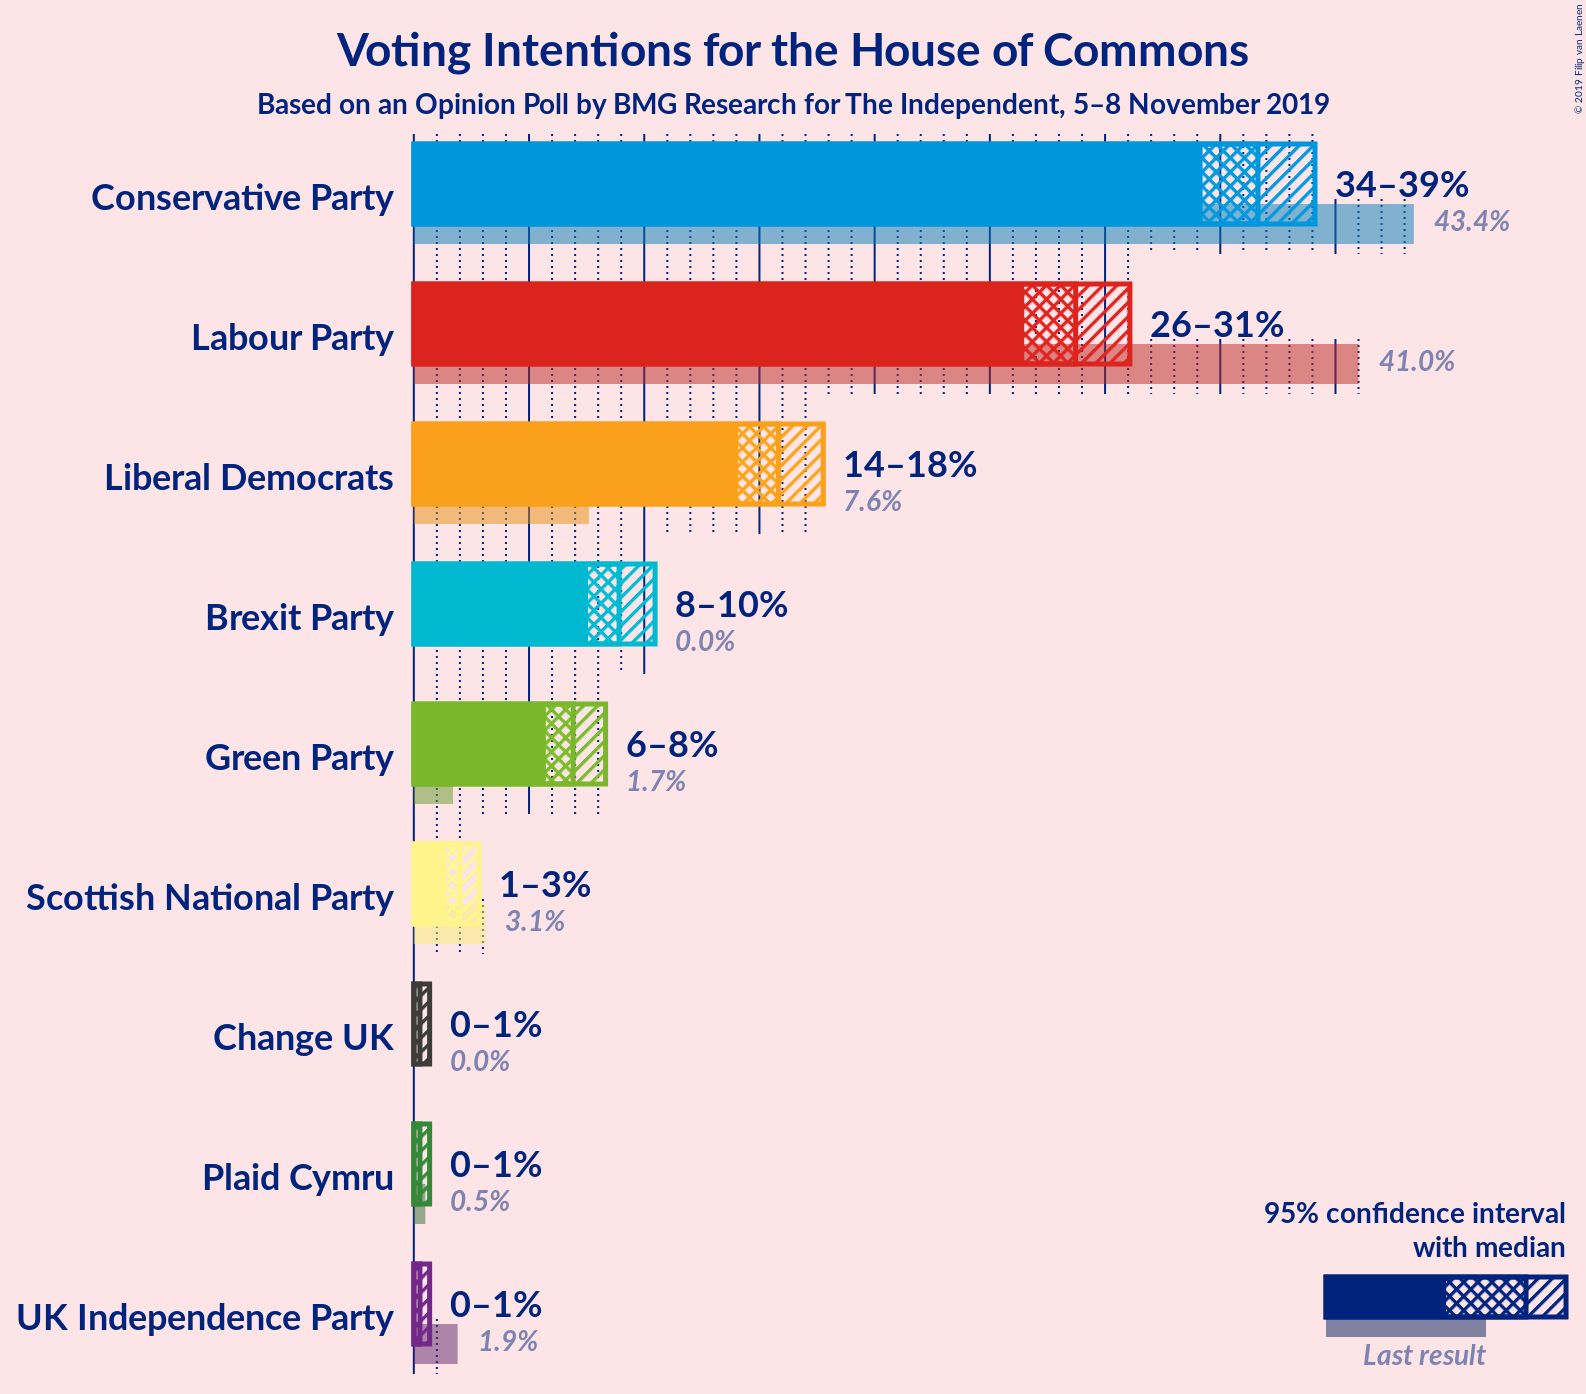 Voting Intentions for the House of Commons
Based on an Opinion Poll by BMG Research for The Independent, 5–8 November 2019
© 2019 Filip van Laenen
Conservative Party
34–39%
43.4%
Labour Party
26–31%
41.0%
Liberal Democrats
14–18%
7.6%
Brexit Party
8–10%
0.0%
Green Party
6–8%
1.7%
Scottish National Party
1–3%
3.1%
Change UK
0–1%
0.0%
Plaid Cymru
0–1%
0.5%
UK Independence Party
0–1%
1.9%
95% confidence interval
with median
Last result